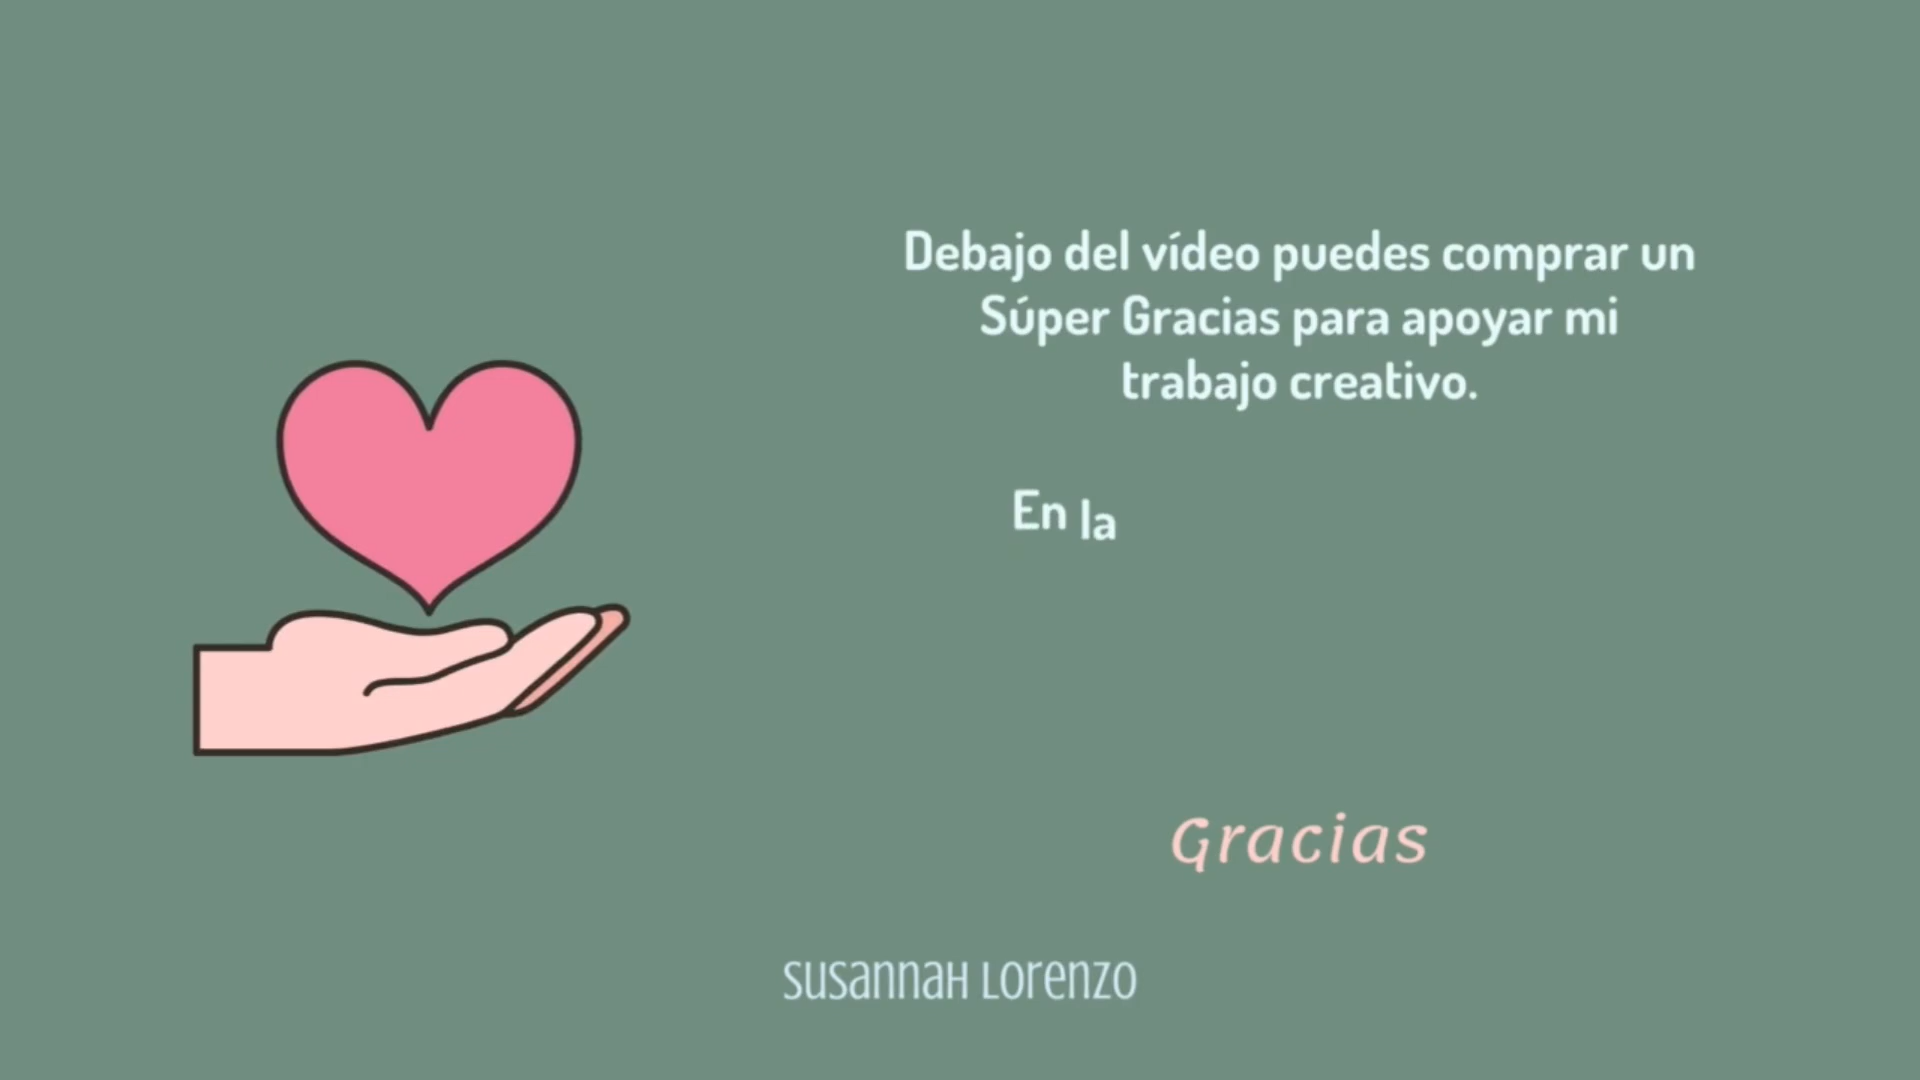 Debajo del vídeo puedes comprar un
Súper Gracias para apoyar mi
trabajo creativo.
En la
Gracias
susannah Lorenzo